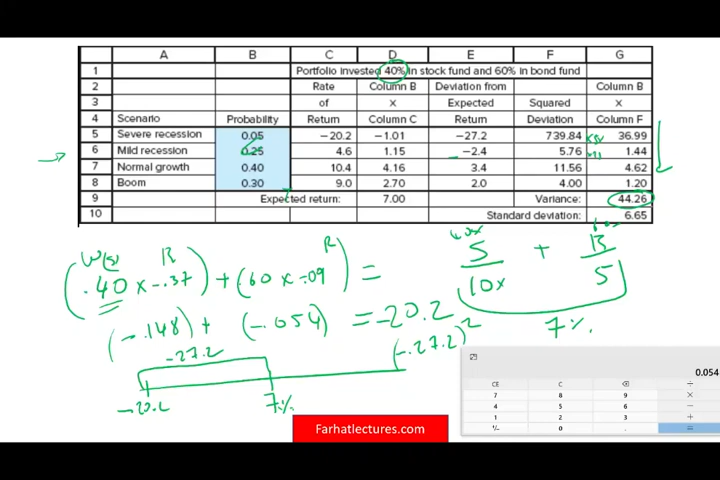 A B C D E F G
1 Portfolio invested 40% in stock fund and 60% in bond fund
2 Rate Column B Deviation from Column B
3 of x Expected Squared x
4 Scenario Probability Return Column C Return Deviation Column F
5 Severe recession 0.05 −20.2 −1.01 −27.2 739.84 36.99
6 Mild recession 0.25 4.6 1.15 −2.4 5.76 1.44
7 Normal growth 0.40 10.4 4.16 3.4 11.56 4.62
8 Boom 0.30 9.0 2.70 2.0 4.00 1.20
9 Expected return: 7.00 Variance: 44.26
10 Standard deviation: 6.65
(.40 x -.37) + (.60 x -.09) =
S + B
10% 5
(-.148) + (-.054) = -20.2
7%
-27.2 (-.27.2)²
-20.2 7%
0.054
CE C ÷
7 8 9 ×
4 5 6 −
1 2 3 +
+/- 0 . =
Farhatlectures.com